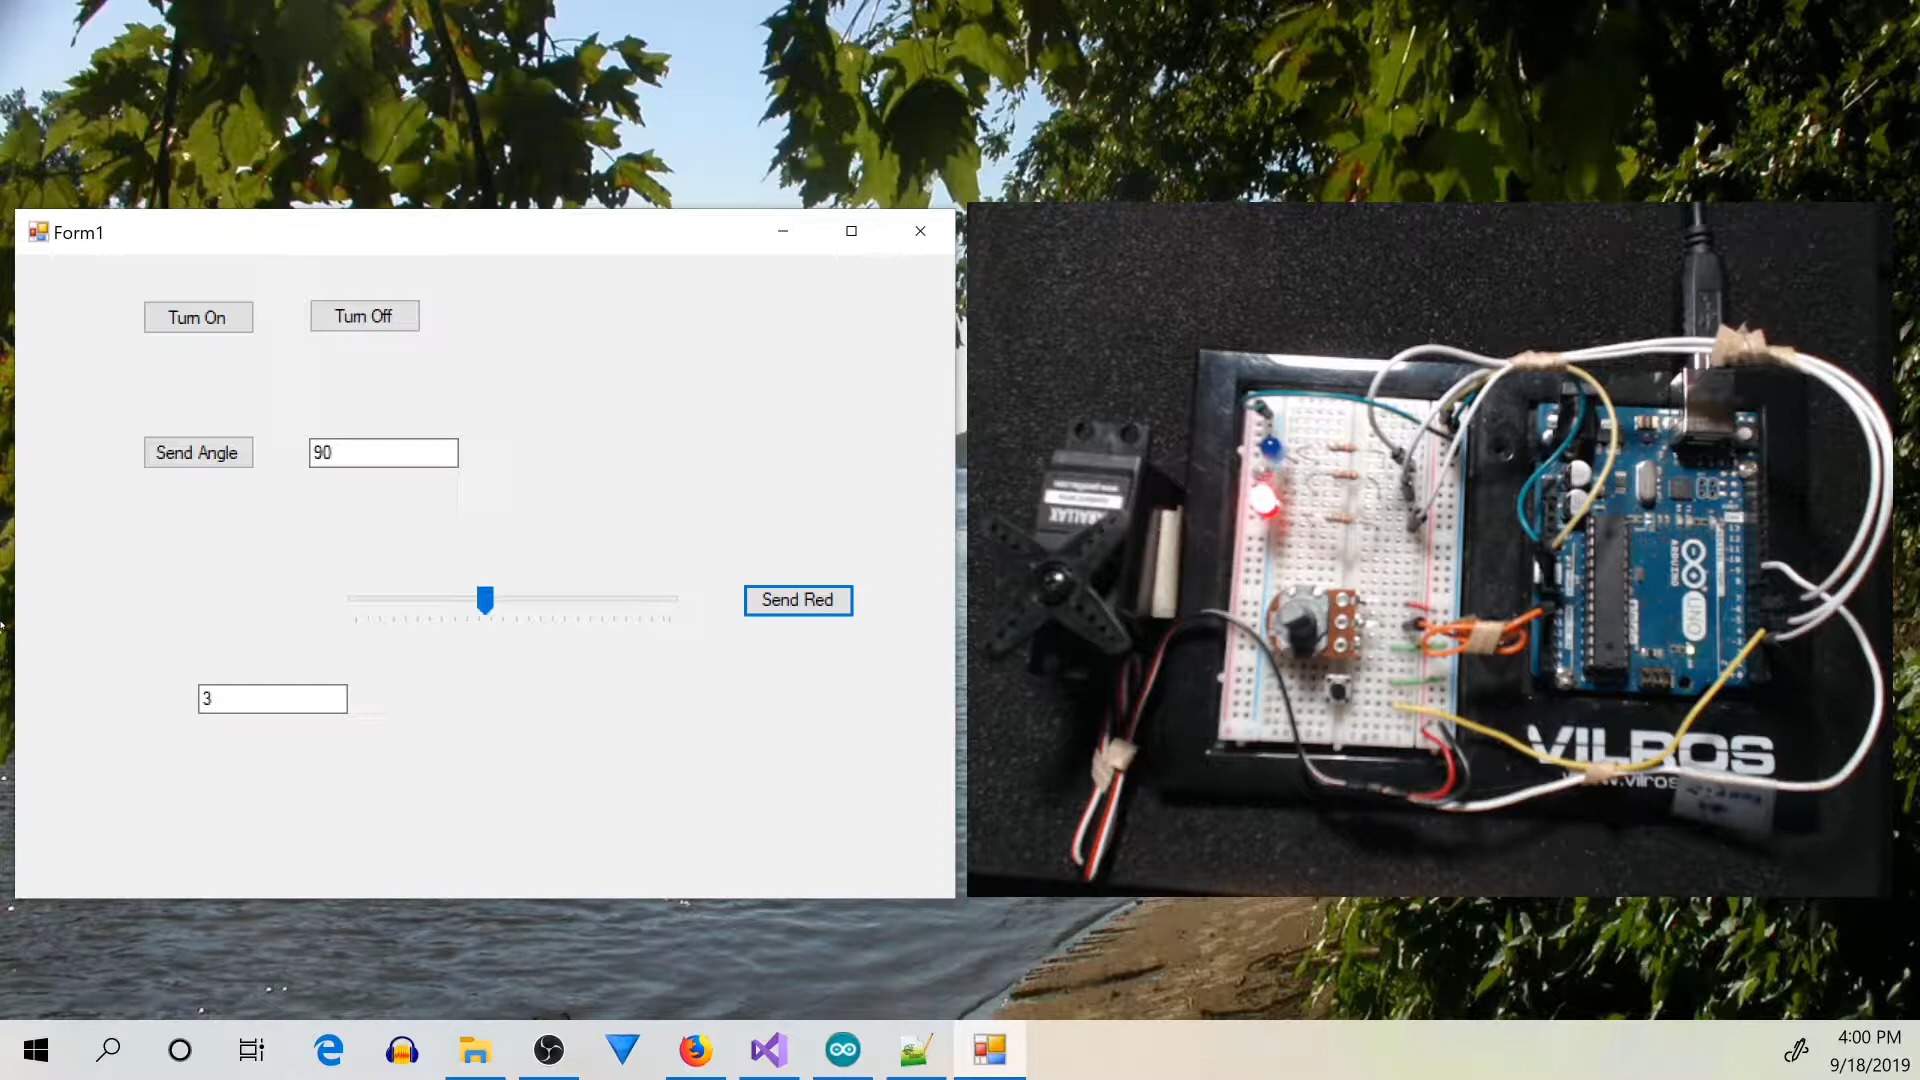 Form1
Turn On
Turn Off
Send Angle
90
Send Red
3
ARDUINO
UNO
VILROS
4:00 PM
9/18/2019